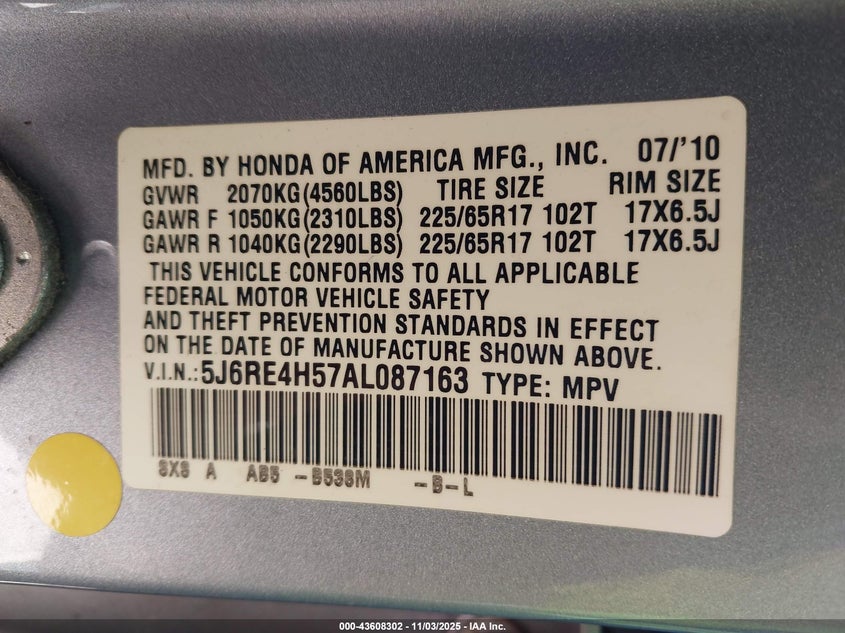 MFD. BY HONDA OF AMERICA MFG., INC. 07/'10
GVWR 2070KG(4560LBS) TIRE SIZE RIM SIZE
GAWR F 1050KG(2310LBS) 225/65R17 102T 17X6.5J
GAWR R 1040KG(2290LBS) 225/65R17 102T 17X6.5J
THIS VEHICLE CONFORMS TO ALL APPLICABLE
FEDERAL MOTOR VEHICLE SAFETY
AND THEFT PREVENTION STANDARDS IN EFFECT
ON THE DATE OF MANUFACTURE SHOWN ABOVE.
V.I.N.:5J6RE4H57AL087163 TYPE: MPV
SXS A AB5 -B538M -B-L
000-43608302 - 11/03/2025 - IAA Inc.